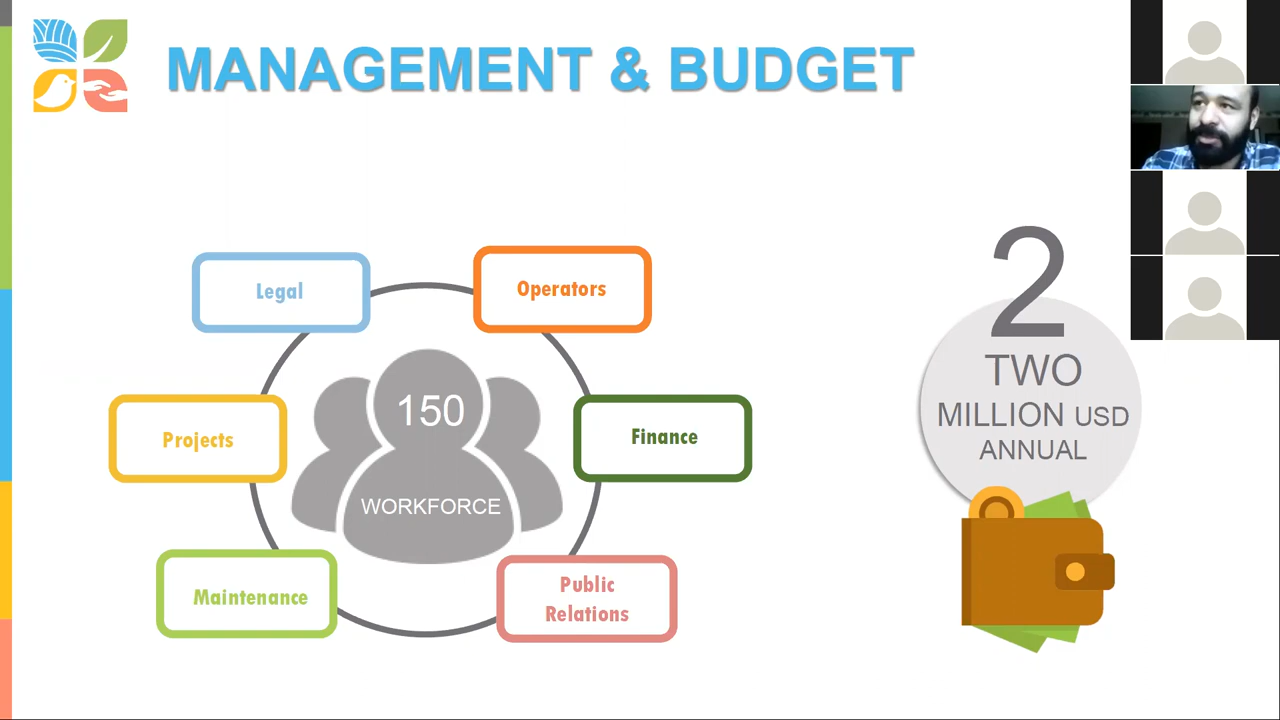 MANAGEMENT & BUDGET
Legal
Operators
Projects
150
WORKFORCE
Finance
Maintenance
Public
Relations
2
TWO
MILLION USD
ANNUAL